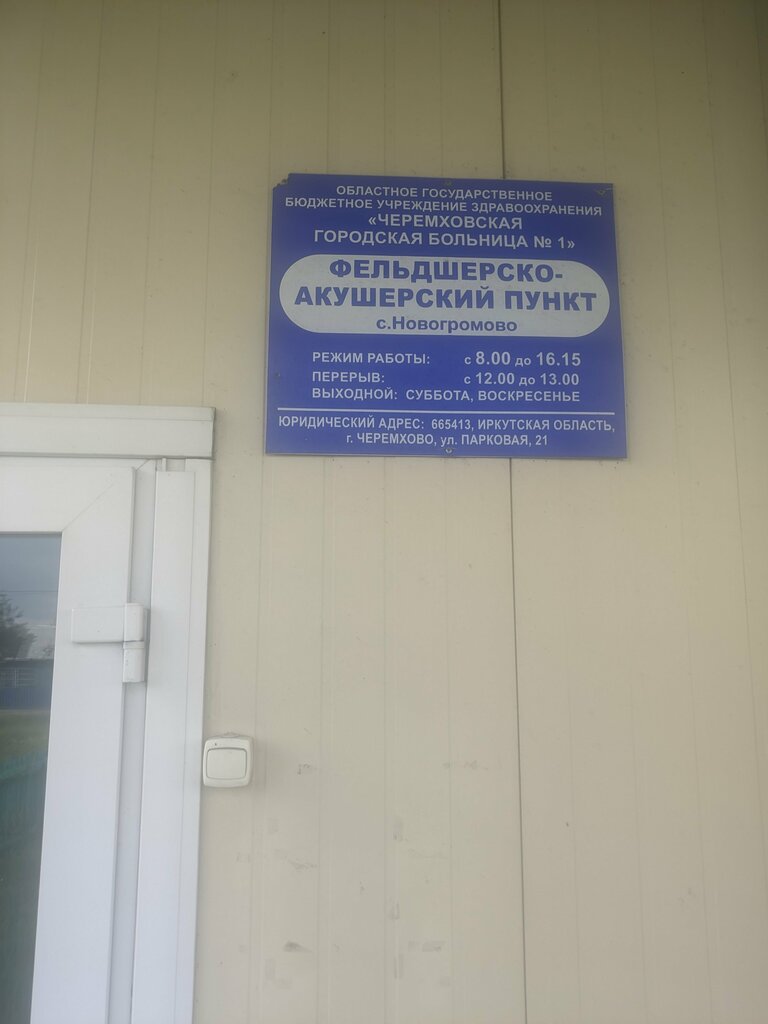 ОБЛАСТНОЕ ГОСУДАРСТВЕННОЕ
БЮДЖЕТНОЕ УЧРЕЖДЕНИЕ ЗДРАВООХРАНЕНИЯ
«ЧЕРЕМХОВСКАЯ
ГОРОДСКАЯ БОЛЬНИЦА № 1»
ФЕЛЬДШЕРСКО-
АКУШЕРСКИЙ ПУНКТ
с.Новогромово
РЕЖИМ РАБОТЫ: с 8.00 до 16.15
ПЕРЕРЫВ: с 12.00 до 13.00
ВЫХОДНОЙ: СУББОТА, ВОСКРЕСЕНЬЕ
ЮРИДИЧЕСКИЙ АДРЕС: 665413, ИРКУТСКАЯ ОБЛАСТЬ,
г. ЧЕРЕМХОВО, ул. ПАРКОВАЯ, 21